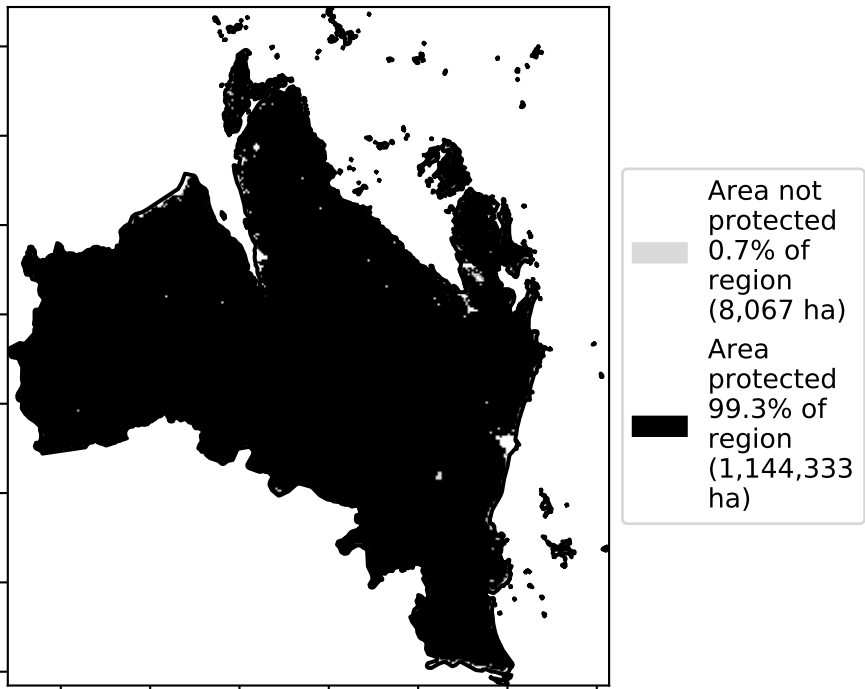 Area not
protected
0.7% of
region
(8,067 ha)
Area
protected
99.3% of
region
(1,144,333
ha)